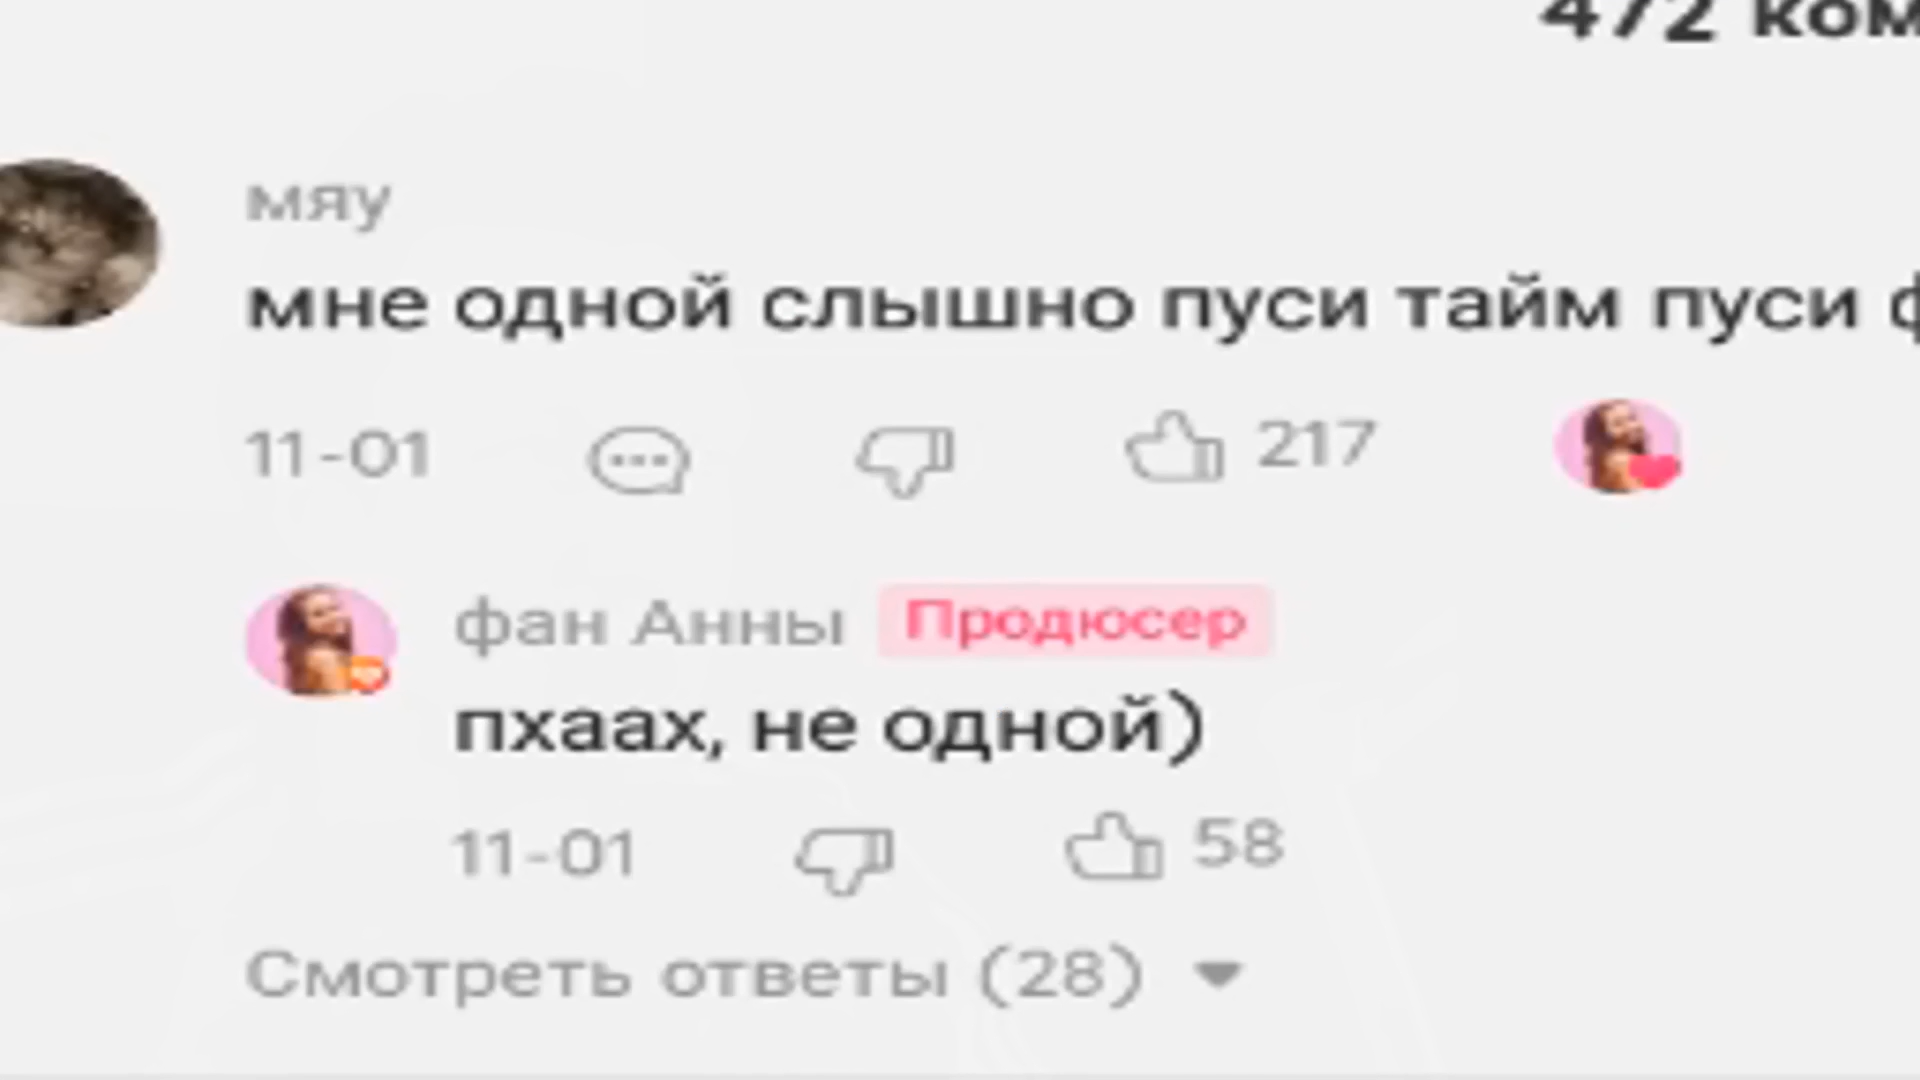 472 ком
мяу
мне одной слышно пуси тайм пуси ф
11-01 217
фан Анны Продюсер
пхаах, не одной)
11-01 58
Смотреть ответы (28)